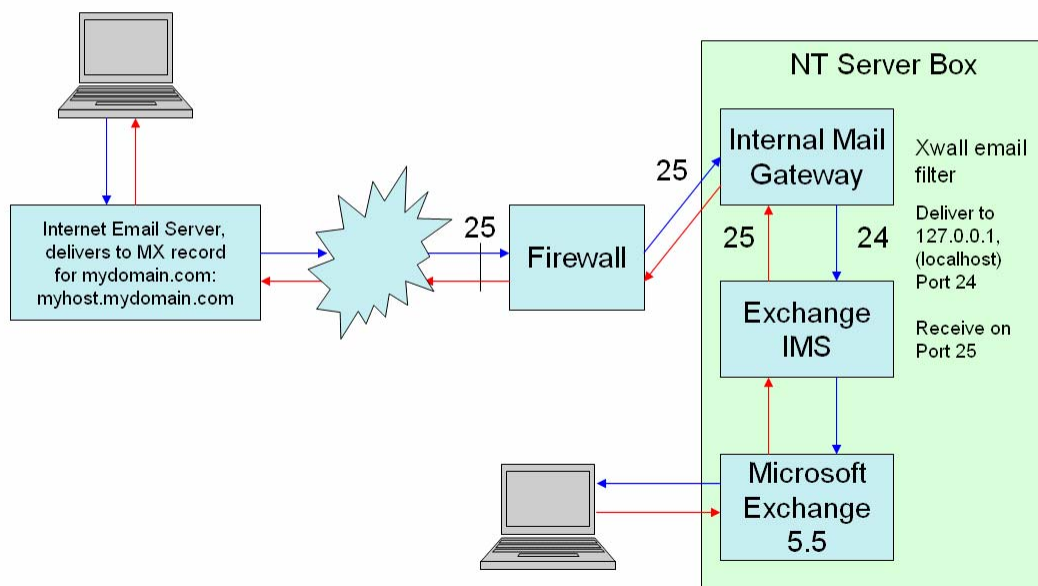 NT Server Box
Internal Mail
Gateway
Xwall email
filter
25
Internet Email Server,
delivers to MX record
for mydomain.com:
myhost.mydomain.com
25
Firewall
25
24
Deliver to
127.0.0.1,
(localhost)
Port 24
Exchange
IMS
Receive on
Port 25
Microsoft
Exchange
5.5